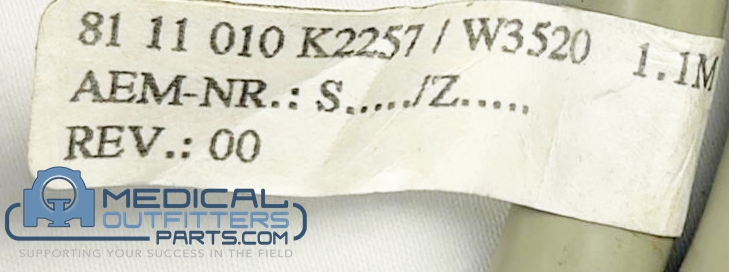 81 11 010 K2257 / W3520 1.1M
AEM-NR.: S...../Z.....
REV.: 00
MEDICAL
OUTFITTERS
PARTS.COM
SUPPORTING YOUR SUCCESS IN THE FIELD